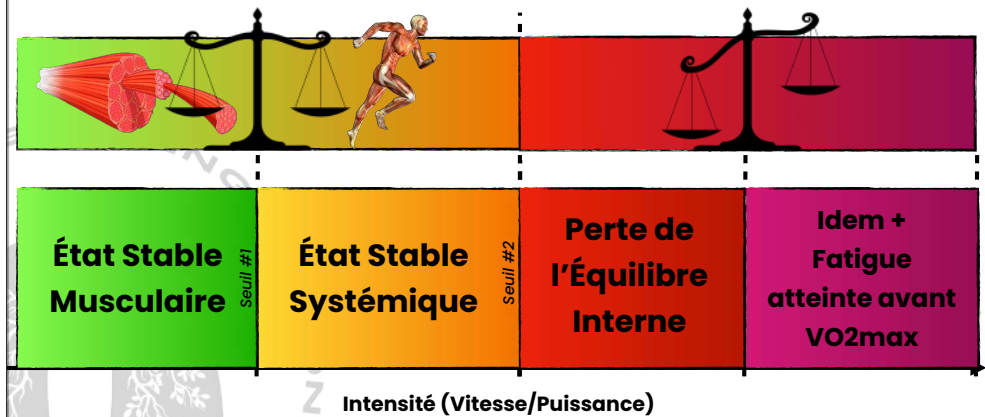 État Stable
Musculaire
Seuil #1
État Stable
Systémique
Seuil #2
Perte de
l'Équilibre
Interne
Idem +
Fatigue
atteinte avant
VO2max
Intensité (Vitesse/Puissance)